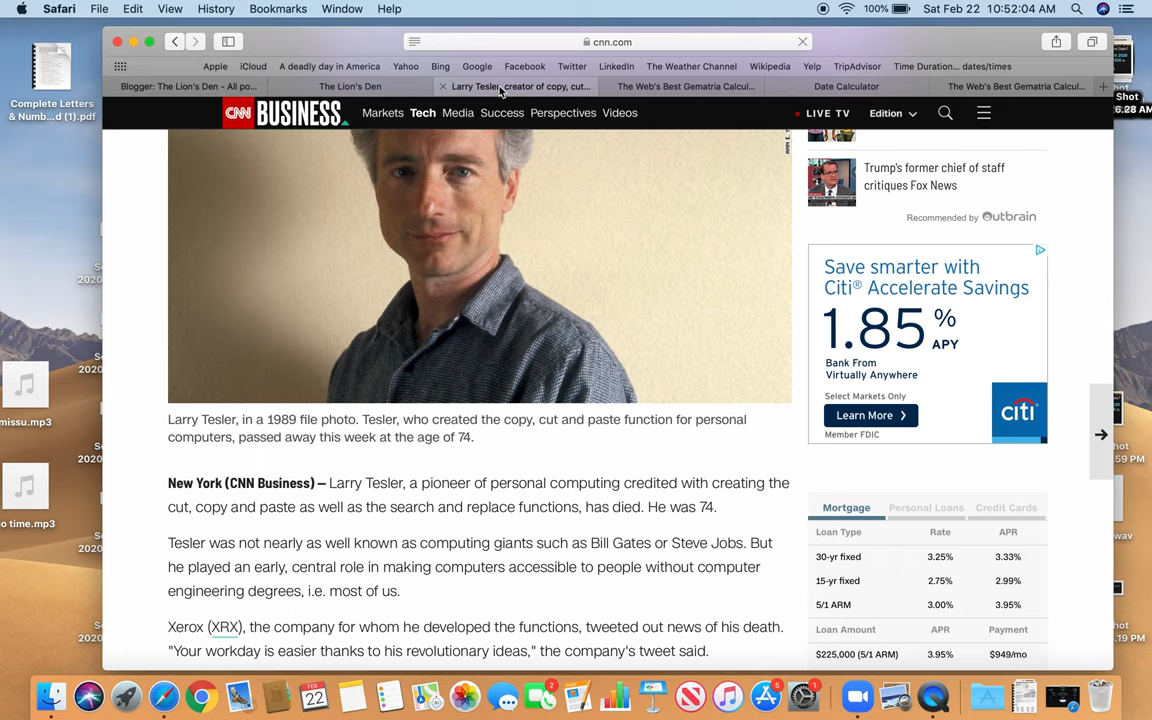 Safari File Edit View History Bookmarks Window Help 100% Sat Feb 22 10:52:04 AM
cnn.com
Apple iCloud A deadly day in America Yahoo Bing Google Facebook Twitter LinkedIn The Weather Channel Wikipedia Yelp TripAdvisor Time Duration... dates/times
Blogger: The Lion's Den - All po... The Lion's Den Larry Tesler, creator of copy, cut... The Web's Best Gematria Calcul... Date Calculator The Web's Best Gematria Calcul...
CNN BUSINESS Markets Tech Media Success Perspectives Videos LIVE TV Edition
Complete Letters
& Numb...d (1).pdf
Shot
6.28 AM
Trump's former chief of staff
critiques Fox News
Recommended by Outbrain
Save smarter with
Citi® Accelerate Savings
1.85% APY
Bank From
Virtually Anywhere
Select Markets Only
Learn More
Member FDIC
citi
Larry Tesler, in a 1989 file photo. Tesler, who created the copy, cut and paste function for personal
computers, passed away this week at the age of 74.
New York (CNN Business) — Larry Tesler, a pioneer of personal computing credited with creating the
cut, copy and paste as well as the search and replace functions, has died. He was 74.
Tesler was not nearly as well known as computing giants such as Bill Gates or Steve Jobs. But
he played an early, central role in making computers accessible to people without computer
engineering degrees, i.e. most of us.
Xerox (XRX), the company for whom he developed the functions, tweeted out news of his death.
"Your workday is easier thanks to his revolutionary ideas," the company's tweet said.
Mortgage Personal Loans Credit Cards
Loan Type Rate APR
30-yr fixed 3.25% 3.33%
15-yr fixed 2.75% 2.99%
5/1 ARM 3.00% 3.95%
Loan Amount APR Payment
$225,000 (5/1 ARM) 3.95% $949/mo
missu.mp3
o time.mp3
:59 PM
wav
hot
:19 PM
FEB
22
2
5
1